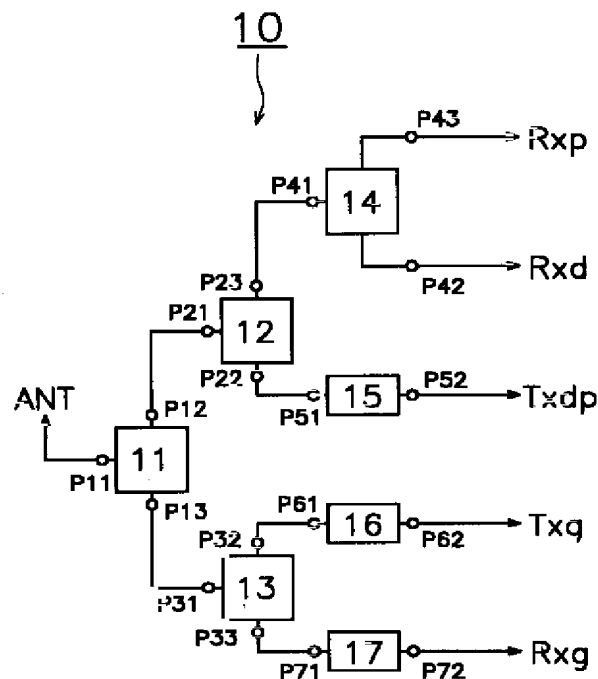 10
P43
Rxp
P41
14
Rxd
P42
P23
P21
12
P22
P52
15
Txdp
P51
ANT
P12
11
P11
P13
P61
16
Txq
P62
P32
13
P31
P33
17
Rxg
P71
P72